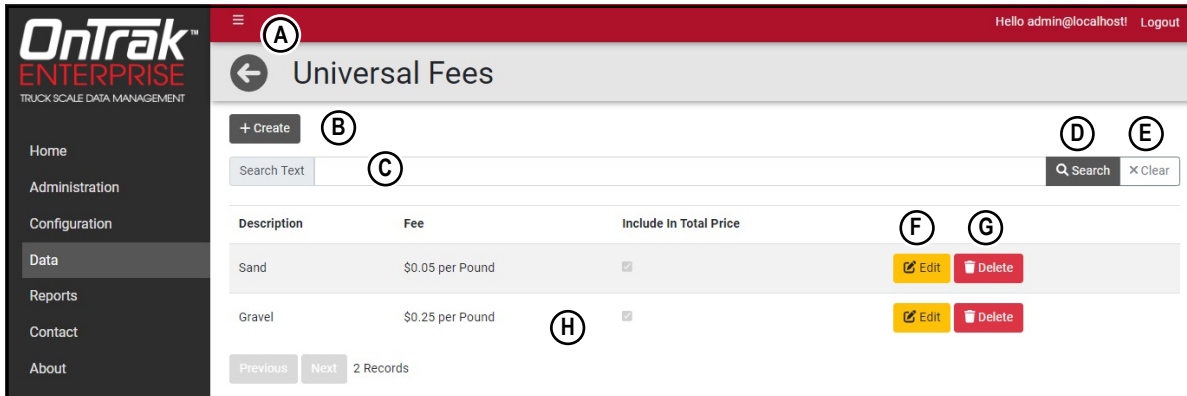 OnTrak™
ENTERPRISE
TRUCK SCALE DATA MANAGEMENT
Home
Administration
Configuration
Data
Reports
Contact
About
☰ A Hello admin@localhost! Logout
Universal Fees
+ Create B
Search Text C D Search E × Clear
Description Fee Include In Total Price F G
Sand $0.05 per Pound Edit Delete
Gravel $0.25 per Pound H Edit Delete
Previous Next 2 Records